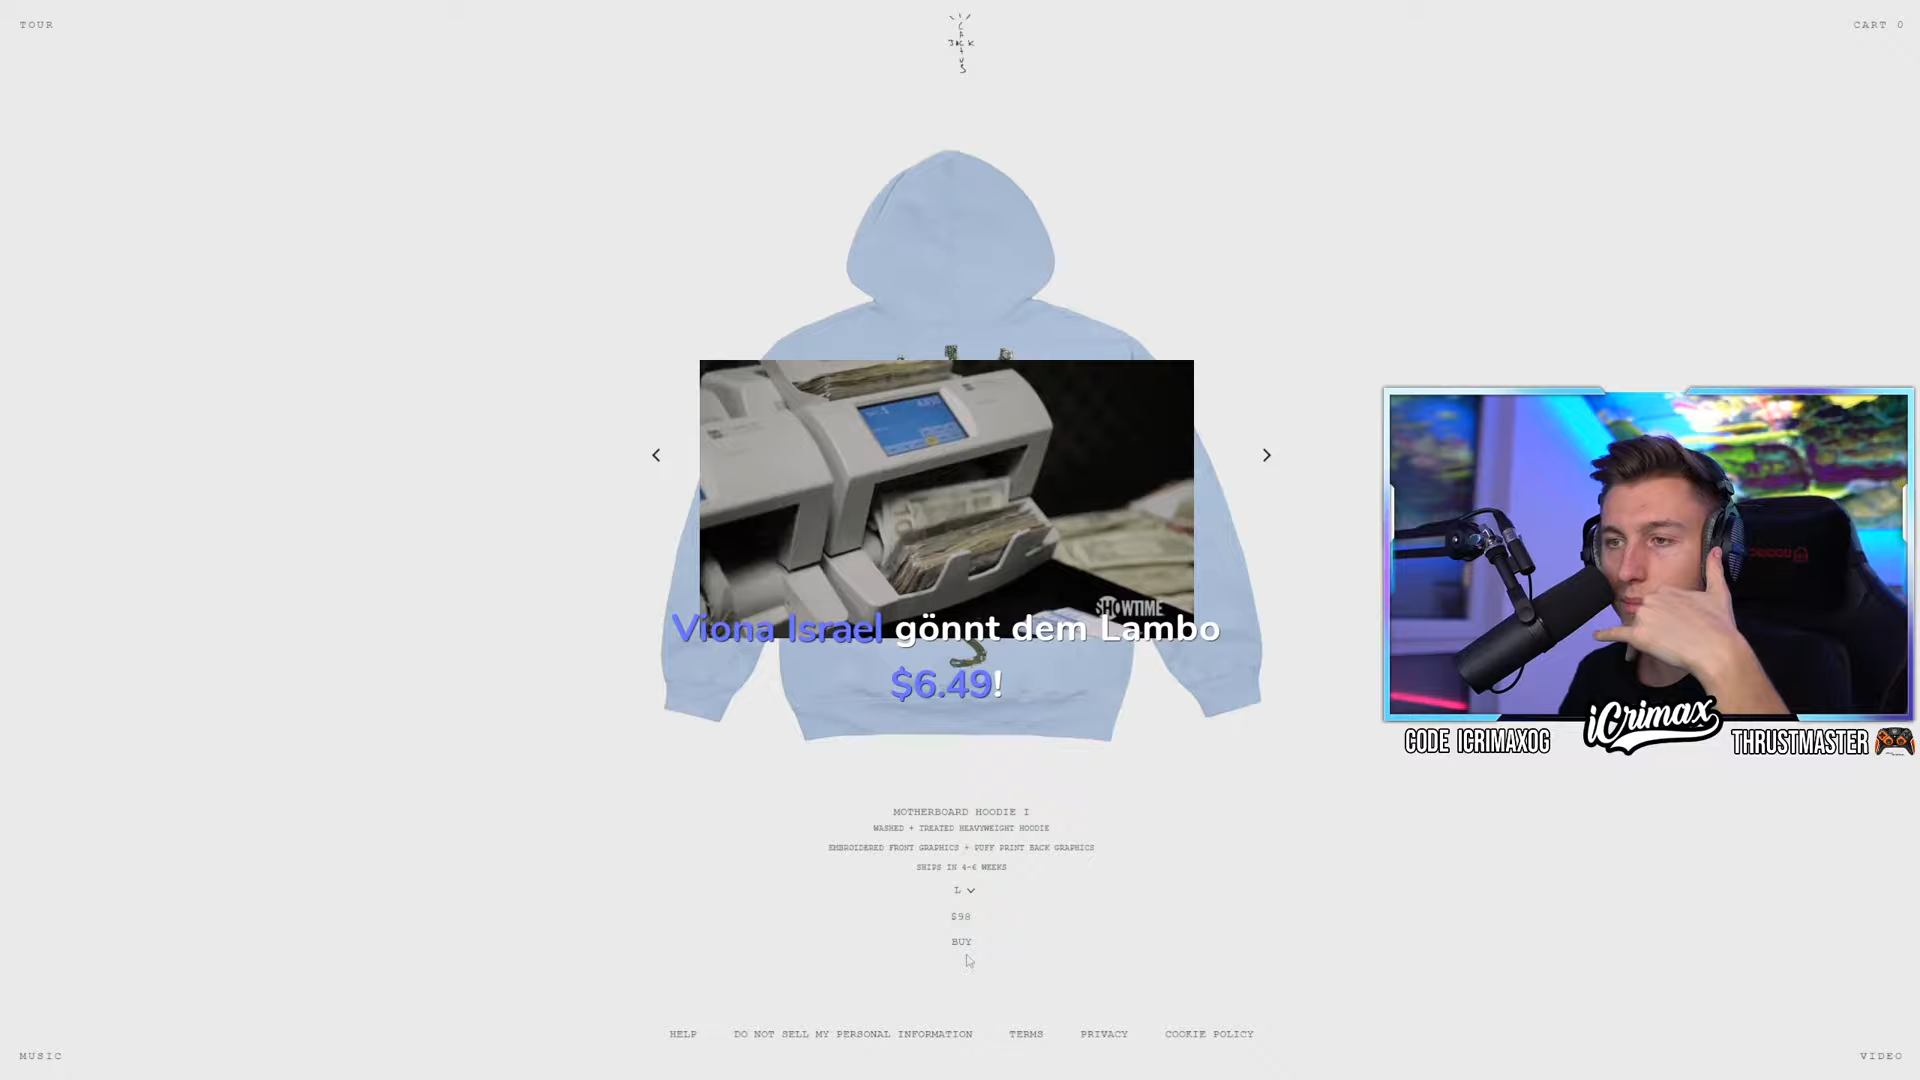 TOUR
CACTUS
JACK
CART 0
SHOWTIME
Viona Israel gönnt dem Lambo
$6.49!
iCrimax
CODE ICRIMAXOG
THRUSTMASTER
MOTHERBOARD HOODIE I
WASHED + TREATED HEAVYWEIGHT HOODIE
EMBROIDERED FRONT GRAPHICS + PUFF PRINT BACK GRAPHICS
SHIPS IN 4-6 WEEKS
L
$98
BUY
HELP DO NOT SELL MY PERSONAL INFORMATION TERMS PRIVACY COOKIE POLICY
MUSIC
VIDEO